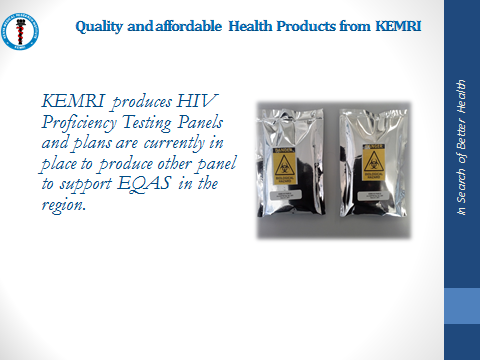 Quality and affordable Health Products from KEMRI
KEMRI produces HIV
Proficiency Testing Panels
and plans are currently in
place to produce other panel
to support EQAS in the
region.
In Search of Better Health